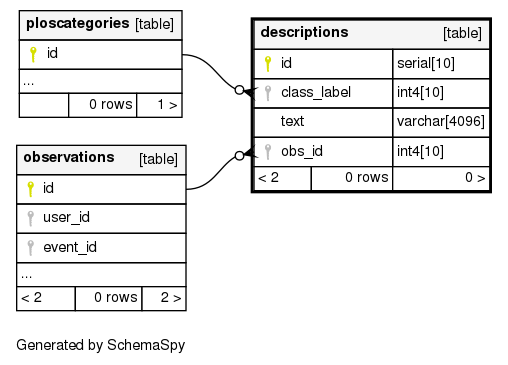 ploscategories [table]
id
...
0 rows 1 >
descriptions [table]
id serial[10]
class_label int4[10]
text varchar[4096]
obs_id int4[10]
< 2 0 rows 0 >
observations [table]
id
user_id
event_id
...
< 2 0 rows 2 >
Generated by SchemaSpy